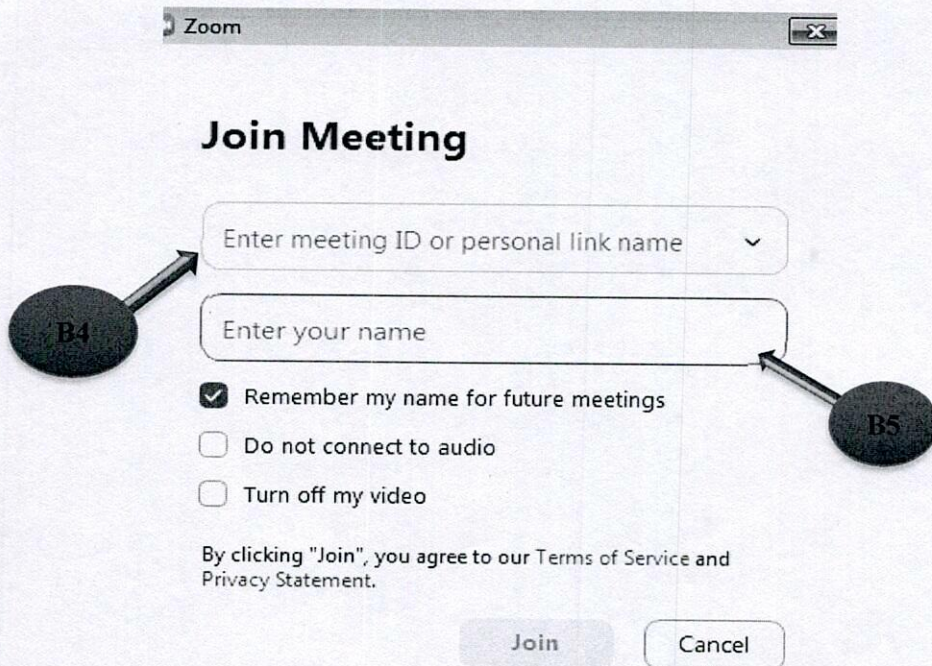 Zoom
Join Meeting
Enter meeting ID or personal link name
B4
Enter your name
B5
Remember my name for future meetings
Do not connect to audio
Turn off my video
By clicking "Join", you agree to our Terms of Service and
Privacy Statement.
Join
Cancel